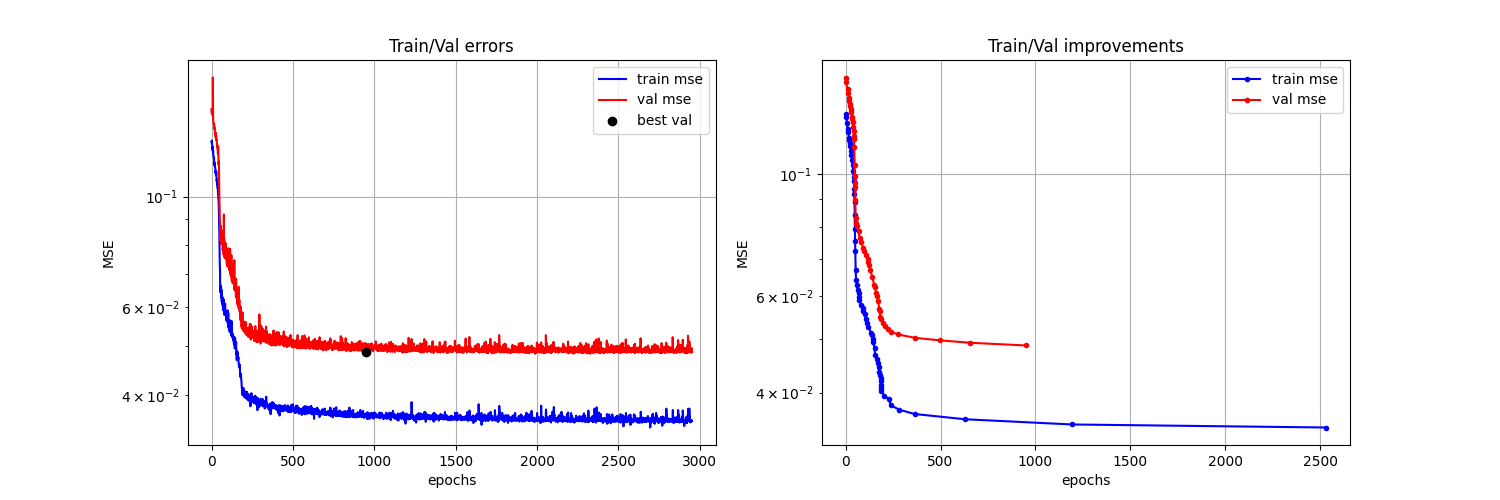 Train/Val errors
train mse
val mse
best val
10⁻¹
6 × 10⁻²
4 × 10⁻²
MSE
0 500 1000 1500 2000 2500 3000
epochs
Train/Val improvements
train mse
val mse
10⁻¹
6 × 10⁻²
4 × 10⁻²
MSE
0 500 1000 1500 2000 2500
epochs